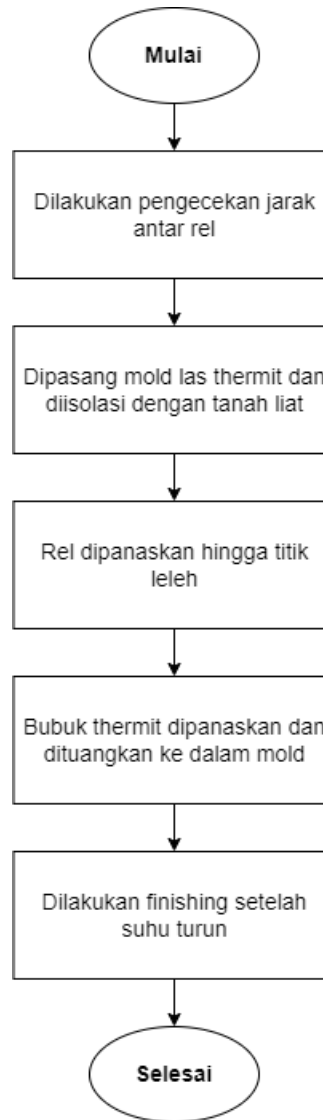 Mulai
Dilakukan pengecekan jarak
antar rel
Dipasang mold las thermit dan
diisolasi dengan tanah liat
Rel dipanaskan hingga titik
leleh
Bubuk thermit dipanaskan dan
dituangkan ke dalam mold
Dilakukan finishing setelah
suhu turun
Selesai